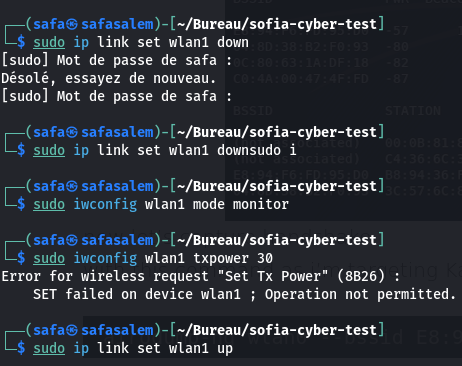 BSSID
┌──(safa㉿safasalem)-[~/Bureau/sofia-cyber-test]
└─$ sudo ip link set wlan1 down
[sudo] Mot de passe de safa :
Désolé, essayez de nouveau.
[sudo] Mot de passe de safa :
BSSID STATION
┌──(safa㉿safasalem)-[~/Bureau/sofia-cyber-test]
└─$ sudo ip link set wlan1 downsudo i
┌──(safa㉿safasalem)-[~/Bureau/sofia-cyber-test]
└─$ sudo iwconfig wlan1 mode monitor
┌──(safa㉿safasalem)-[~/Bureau/sofia-cyber-test]
└─$ sudo iwconfig wlan1 txpower 30
Error for wireless request "Set Tx Power" (8B26) :
SET failed on device wlan1 ; Operation not permitted.
┌──(safa㉿safasalem)-[~/Bureau/sofia-cyber-test]
└─$ sudo ip link set wlan1 up